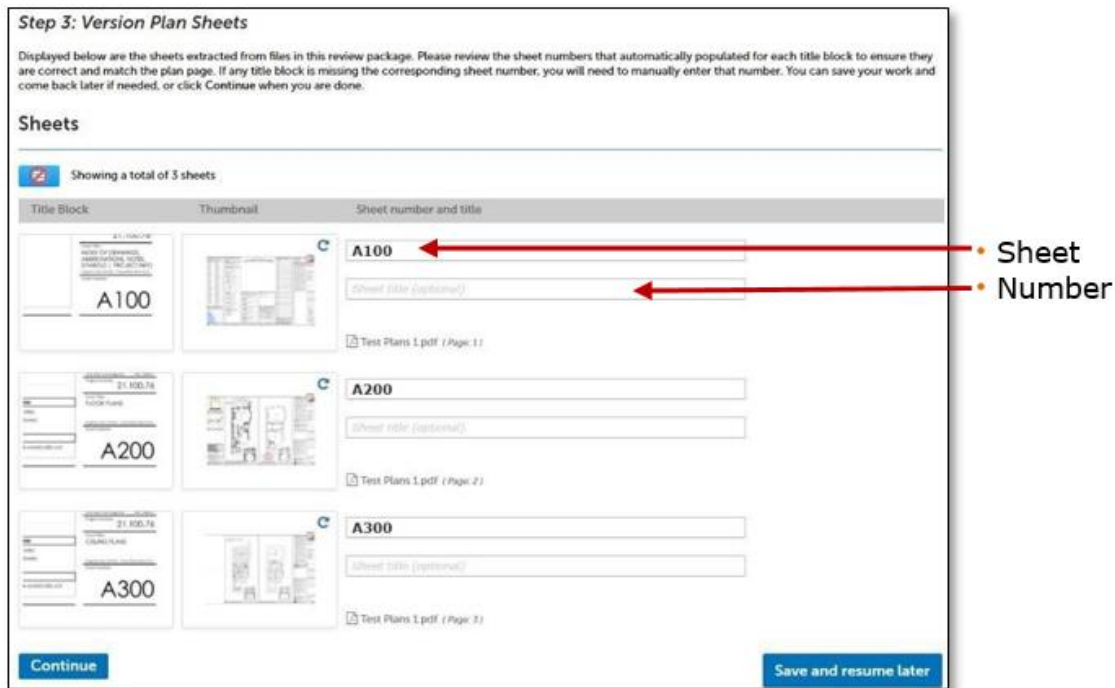 Step 3: Version Plan Sheets
Displayed below are the sheets extracted from files in this review package. Please review the sheet numbers that automatically populated for each title block to ensure they
are correct and match the plan page. If any title block is missing the corresponding sheet number, you will need to manually enter that number. You can save your work and
come back later if needed, or click Continue when you are done.
Sheets
Showing a total of 3 sheets
Title Block Thumbnail Sheet number and title
A100
A100
Sheet title (optional)
Test Plans 1.pdf (Page: 1)
21.100.76
FLOOR PLANS
A200
A200
Sheet title (optional)
Test Plans 1.pdf (Page: 2)
21.100.76
CEILING PLANS
A300
A300
Sheet title (optional)
Test Plans 1.pdf (Page: 3)
Continue
Save and resume later
• Sheet
• Number